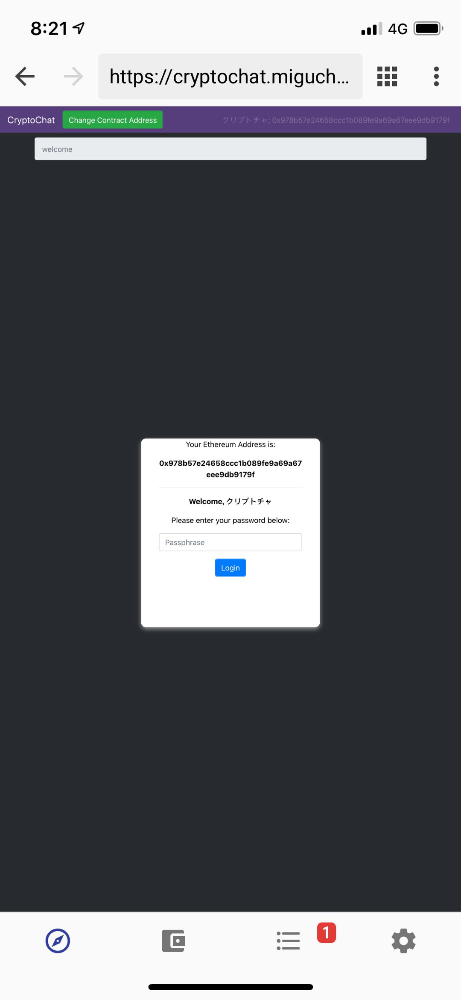 8:21
4G
https://cryptochat.miguch...
CryptoChat
Change Contract Address
クリプトチャ: 0x978b57e24658ccc1b089fe9a69a67eee9db9179f
welcome
Your Ethereum Address is:
0x978b57e24658ccc1b089fe9a69a67
eee9db9179f
Welcome, クリプトチャ
Please enter your password below:
Passphrase
Login
1